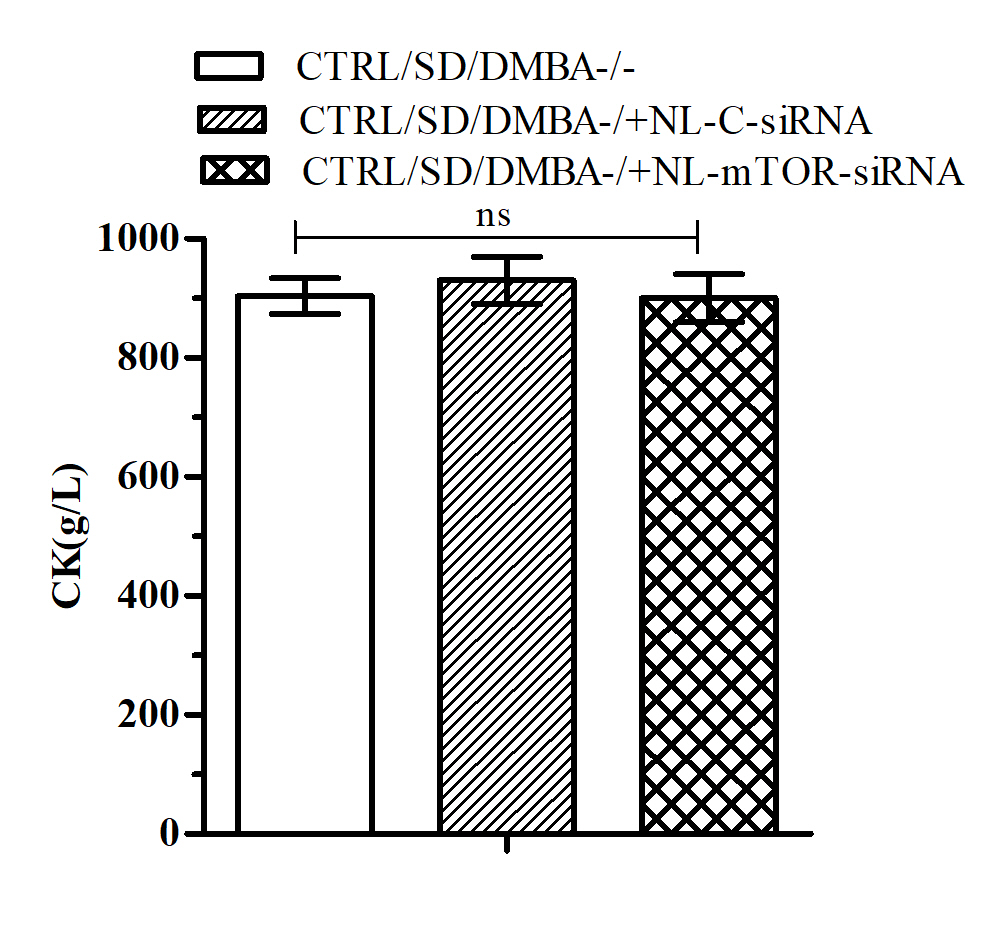 CTRL/SD/DMBA-/-
CTRL/SD/DMBA-/+NL-C-siRNA
CTRL/SD/DMBA-/+NL-mTOR-siRNA
ns
1000
800
600
400
200
0
CK(g/L)